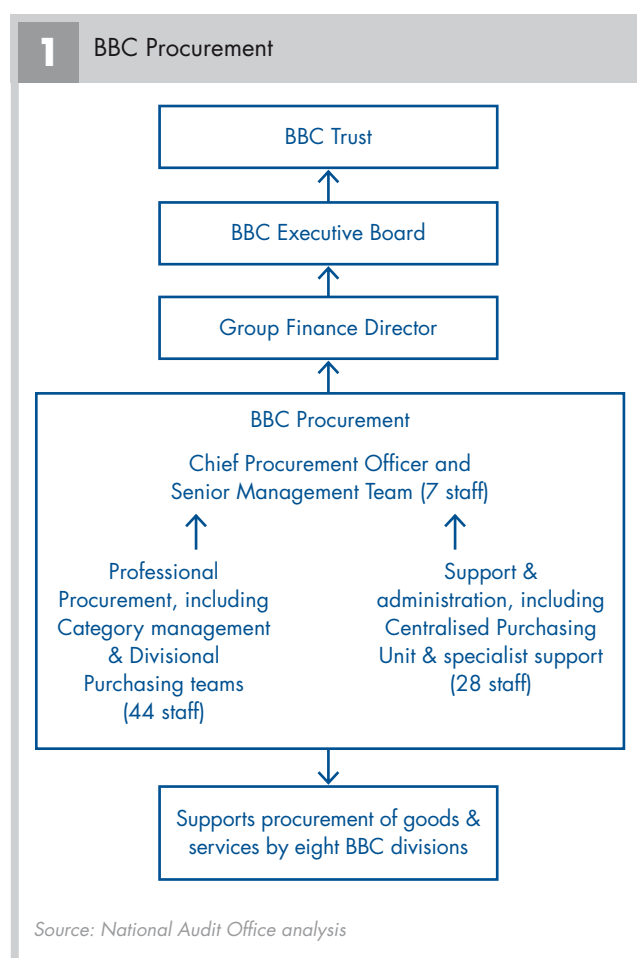 1
BBC Procurement
BBC Trust
BBC Executive Board
Group Finance Director
BBC Procurement
Chief Procurement Officer and
Senior Management Team (7 staff)
Professional
Procurement, including
Category management
& Divisional
Purchasing teams
(44 staff)
Support &
administration, including
Centralised Purchasing
Unit & specialist support
(28 staff)
Supports procurement of goods &
services by eight BBC divisions
Source: National Audit Office analysis